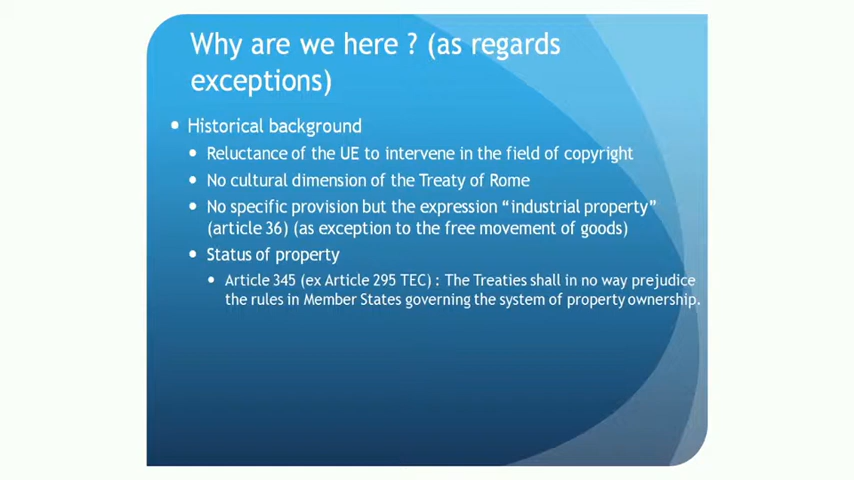 Why are we here ? (as regards
exceptions)
Historical background
Reluctance of the UE to intervene in the field of copyright
No cultural dimension of the Treaty of Rome
No specific provision but the expression “industrial property”
(article 36) (as exception to the free movement of goods)
Status of property
Article 345 (ex Article 295 TEC) : The Treaties shall in no way prejudice
the rules in Member States governing the system of property ownership.